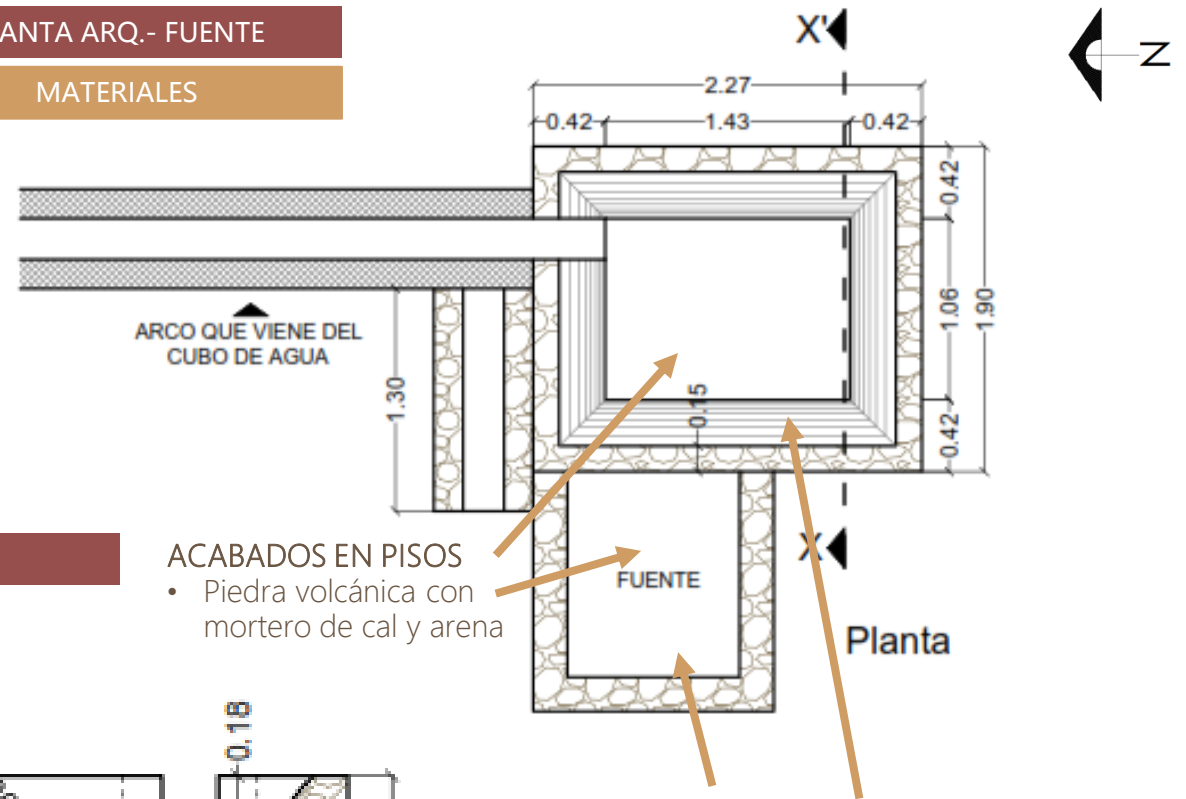 ANTA ARQ.- FUENTE
MATERIALES
X'
N
2.27
0.42
1.43
0.42
0.42
1.06
1.90
0.42
0.15
1.30
ARCO QUE VIENE DEL
CUBO DE AGUA
ACABADOS EN PISOS
• Piedra volcánica con
mortero de cal y arena
FUENTE
X
Planta
0.18